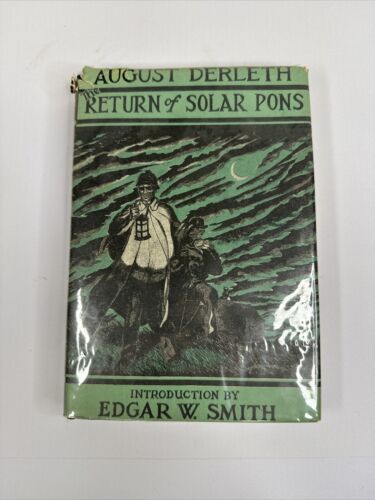 AUGUST DERLETH
The
RETURN of SOLAR PONS
INTRODUCTION BY
EDGAR W. SMITH